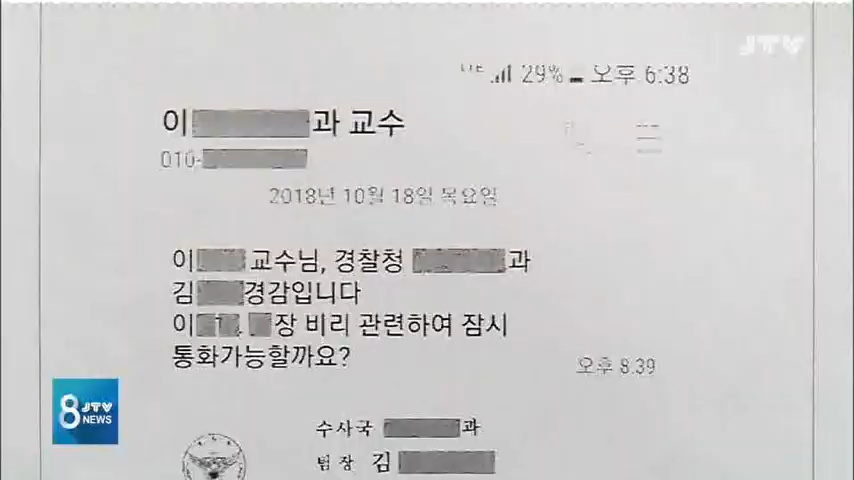 JTV
LTE 29% 오후 6:38
이 과 교수
010-
2018년 10월 18일 목요일
이 교수님, 경찰청 과
김 경감입니다
이 장 비리 관련하여 잠시
통화가능할까요?
오후 8:39
8 JTV NEWS
수사국 과
팀장 김